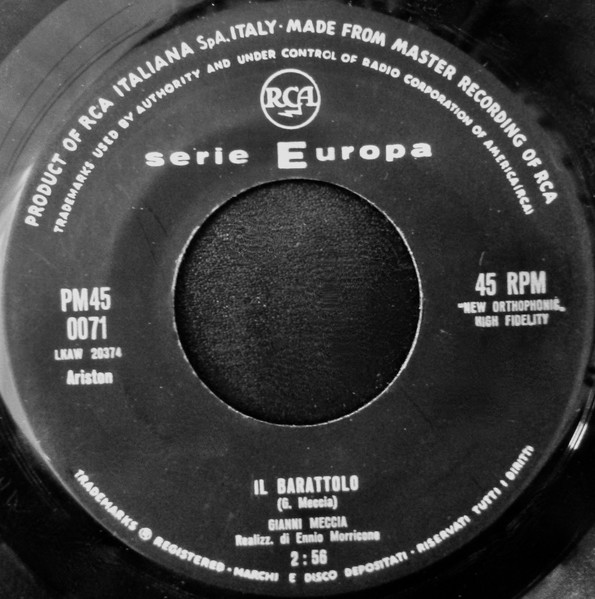 PRODUCT OF RCA ITALIANA SpA.ITALY · MADE FROM MASTER RECORDING OF RCA
TRADEMARKS USED BY AUTHORITY AND UNDER CONTROL OF RADIO CORPORATION OF AMERICA(RCA)
RCA
serie Europa
PM45
0071
LKAW 20374
Ariston
45 RPM
"NEW ORTHOPHONIC"
HIGH FIDELITY
IL BARATTOLO
(G. Meccia)
GIANNI MECCIA
Realizz. di Ennio Morricone
2:56
TRADEMARKS ® REGISTERED · MARCHI E DISCO DEPOSITATI · RISERVATI TUTTI I DIRITTI